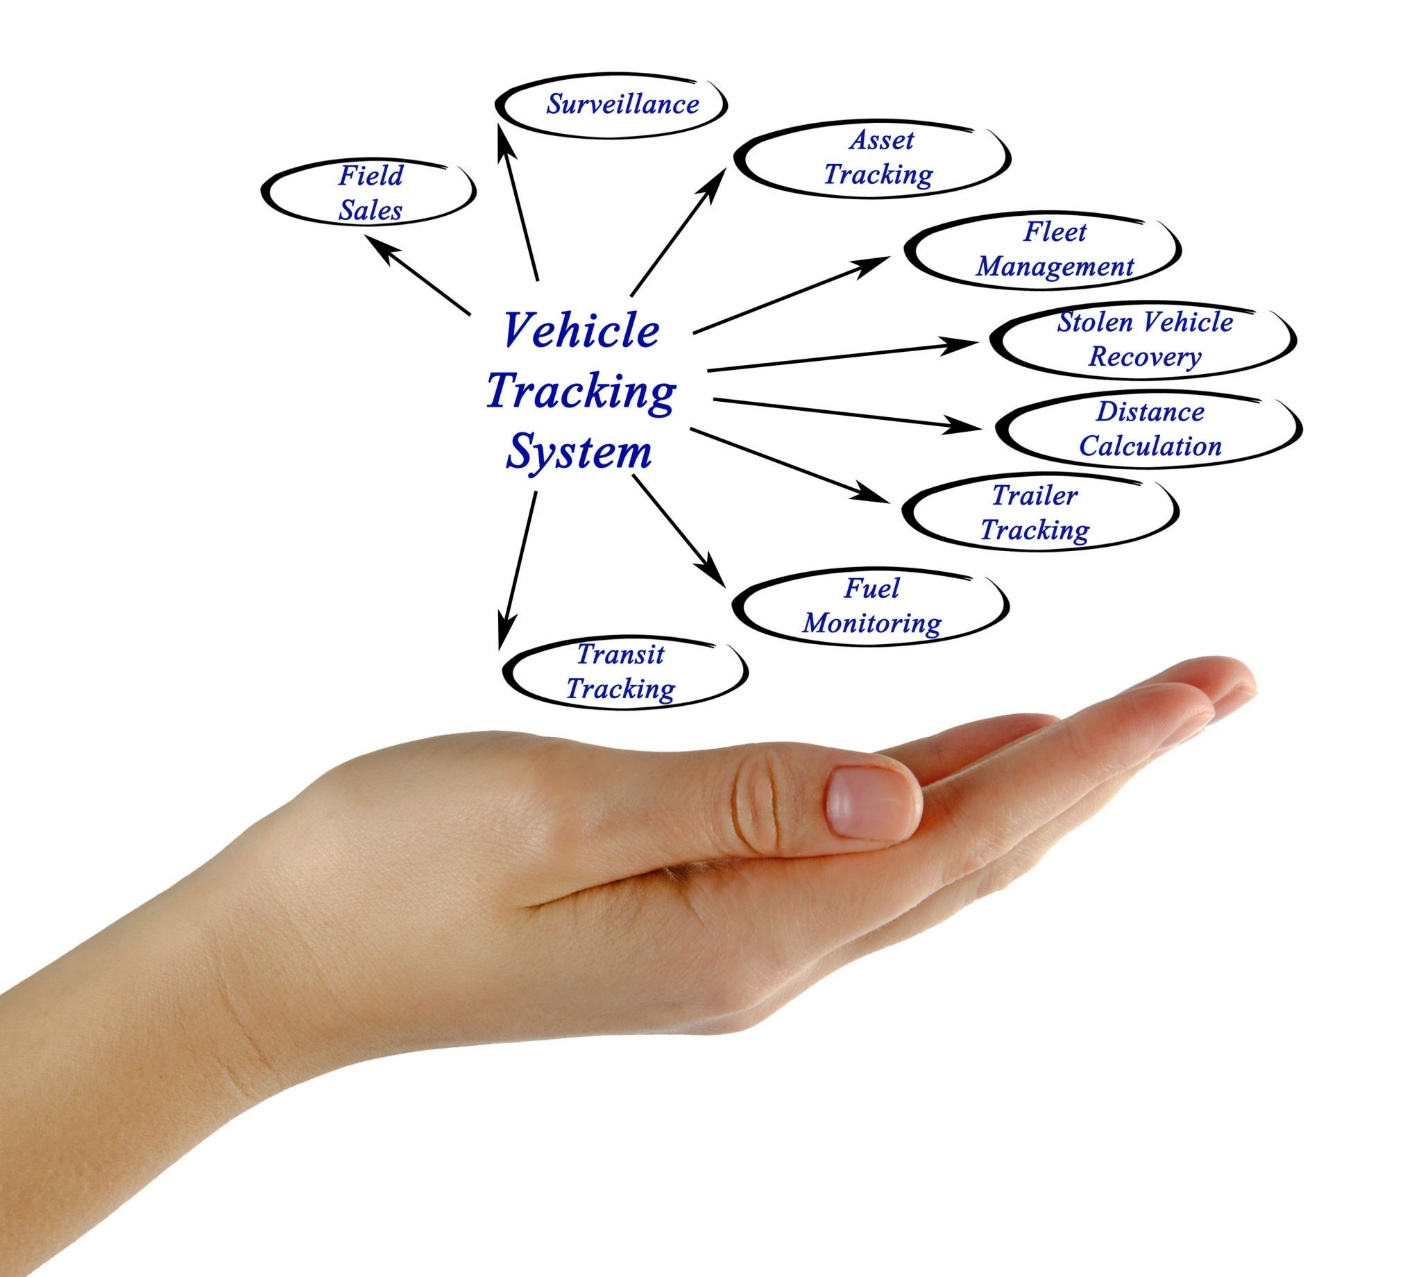 Surveillance
Asset
Tracking
Field
Sales
Fleet
Management
Stolen Vehicle
Recovery
Vehicle
Tracking
System
Distance
Calculation
Trailer
Tracking
Fuel
Monitoring
Transit
Tracking